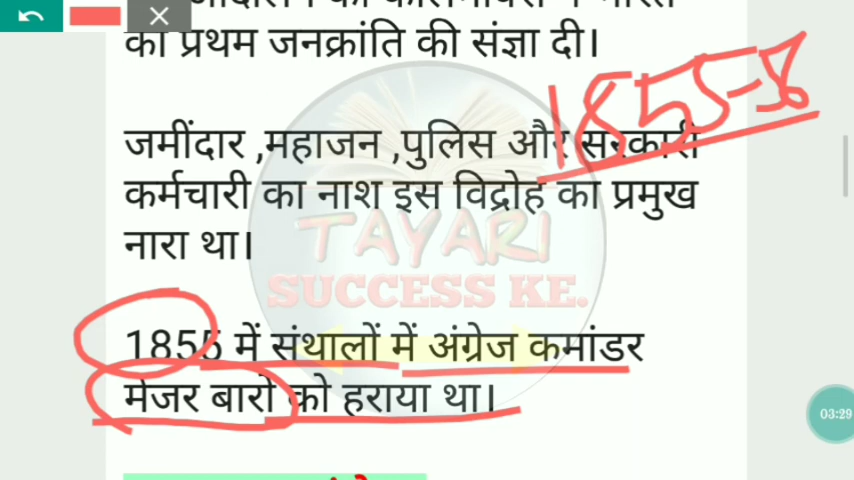 को प्रथम जनक्रांति की संज्ञा दी।
1855-56
जमींदार ,महाजन ,पुलिस और सरकारी
कर्मचारी का नाश इस विद्रोह का प्रमुख
नारा था।
TAYARI
SUCCESS KE.
1855 में संथालों में अंग्रेज कमांडर
मेजर बारो को हराया था।
03:29